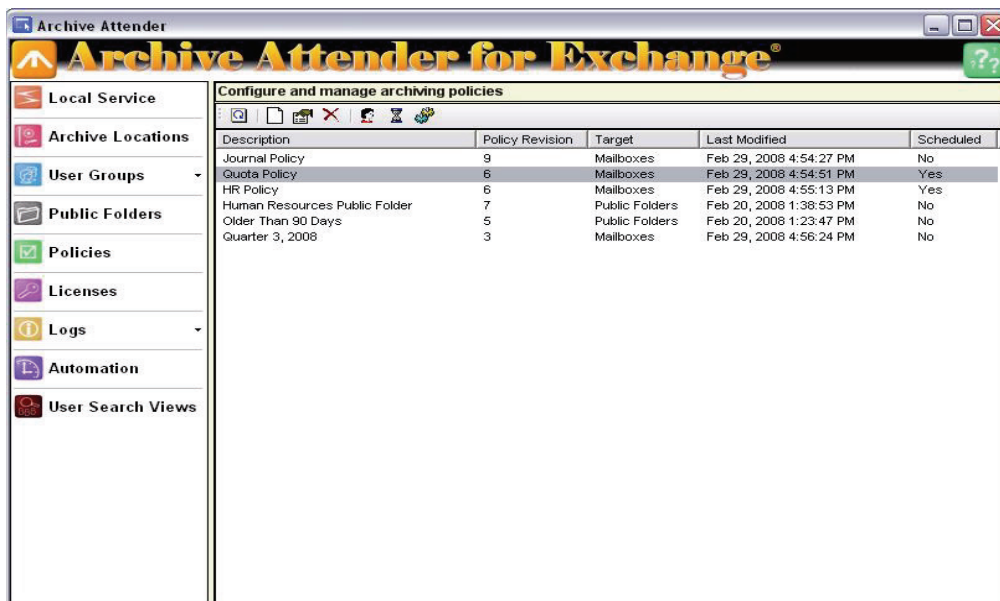 Archive Attender
Archive Attender for Exchange®
???
Local Service
Archive Locations
User Groups
Public Folders
Policies
Licenses
Logs
Automation
User Search Views
Configure and manage archiving policies
Description Policy Revision Target Last Modified Scheduled
Journal Policy 9 Mailboxes Feb 29, 2008 4:54:27 PM No
Quota Policy 6 Mailboxes Feb 29, 2008 4:54:51 PM Yes
HR Policy 6 Mailboxes Feb 29, 2008 4:55:13 PM Yes
Human Resources Public Folder 7 Public Folders Feb 20, 2008 1:38:53 PM No
Older Than 90 Days 5 Public Folders Feb 20, 2008 1:23:47 PM No
Quarter 3, 2008 3 Mailboxes Feb 29, 2008 4:56:24 PM No